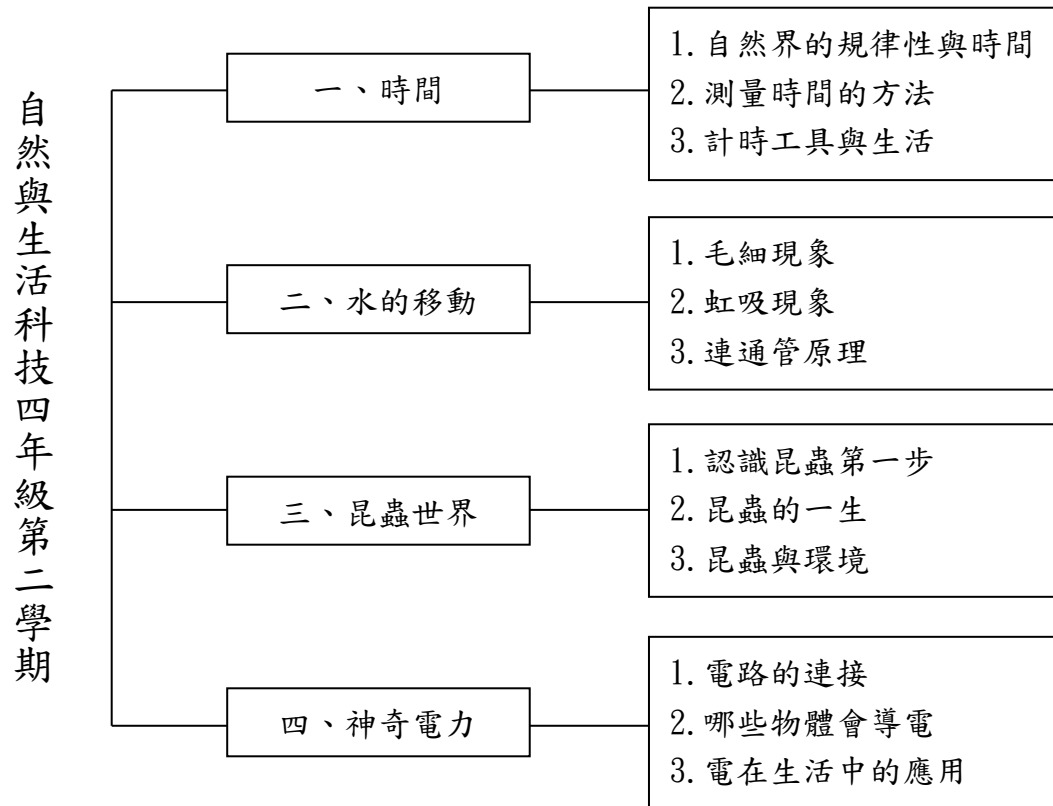 自然與生活科技四年級第二學期
一、時間
1.自然界的規律性與時間
2.測量時間的方法
3.計時工具與生活
二、水的移動
1.毛細現象
2.虹吸現象
3.連通管原理
三、昆蟲世界
1.認識昆蟲第一步
2.昆蟲的一生
3.昆蟲與環境
四、神奇電力
1.電路的連接
2.哪些物體會導電
3.電在生活中的應用